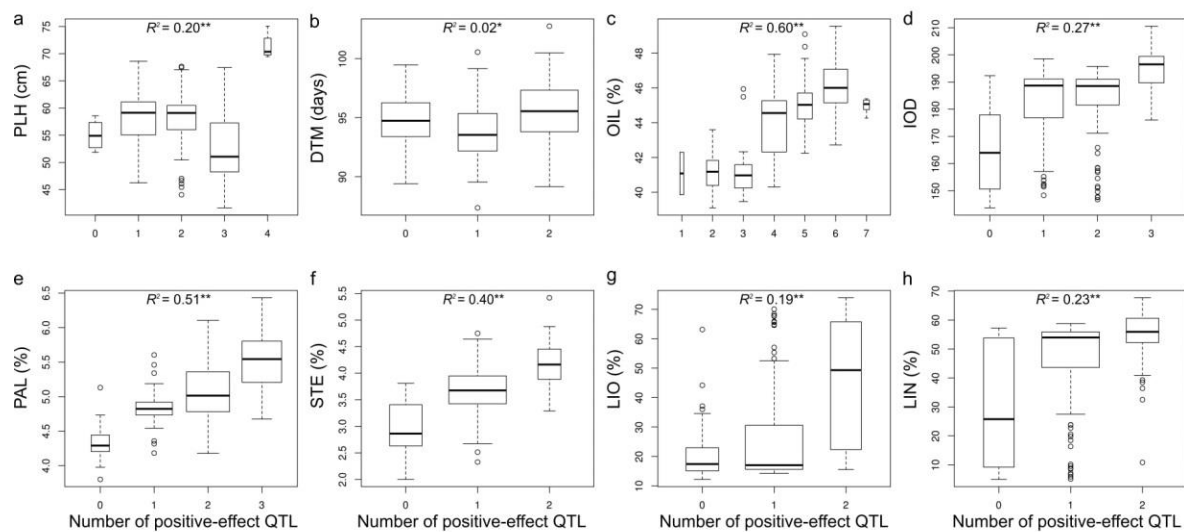 a
R² = 0.20**
PLH (cm)
75
70
65
60
55
50
45
0 1 2 3 4
b
R² = 0.02*
DTM (days)
100
95
90
0 1 2
c
R² = 0.60**
OIL (%)
48
46
44
42
40
1 2 3 4 5 6 7
d
R² = 0.27**
IOD
210
200
190
180
170
160
150
0 1 2 3
e
R² = 0.51**
PAL (%)
6.5
6.0
5.5
5.0
4.5
4.0
0 1 2 3
Number of positive-effect QTL
f
R² = 0.40**
STE (%)
5.5
5.0
4.5
4.0
3.5
3.0
2.5
2.0
0 1 2
Number of positive-effect QTL
g
R² = 0.19**
LIO (%)
70
60
50
40
30
20
0 1 2
Number of positive-effect QTL
h
R² = 0.23**
LIN (%)
70
60
50
40
30
20
10
0 1 2
Number of positive-effect QTL